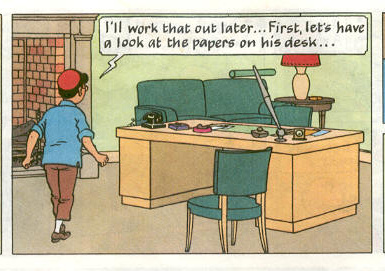 I'll work that out later... First, let's have
a look at the papers on his desk...